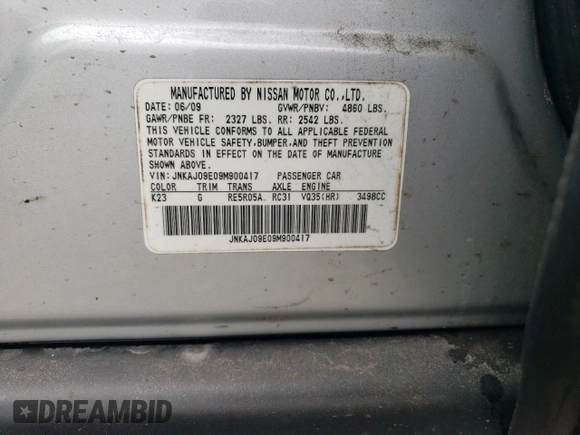 MANUFACTURED BY NISSAN MOTOR CO.,LTD.
DATE: 06/09 GVWR/PNBV: 4860 LBS.
GAWR/PNBE FR: 2327 LBS. RR: 2542 LBS.
THIS VEHICLE CONFORMS TO ALL APPLICABLE FEDERAL
MOTOR VEHICLE SAFETY,BUMPER,AND THEFT PREVENTION
STANDARDS IN EFFECT ON THE DATE OF MANUFACTURE
SHOWN ABOVE.
VIN: JNKAJ09E09M900417 PASSENGER CAR
COLOR TRIM TRANS AXLE ENGINE
K23 G RE5R05A. RC31 VQ35(HR) 3498CC
JNKAJ09E09M900417
DREAMBID